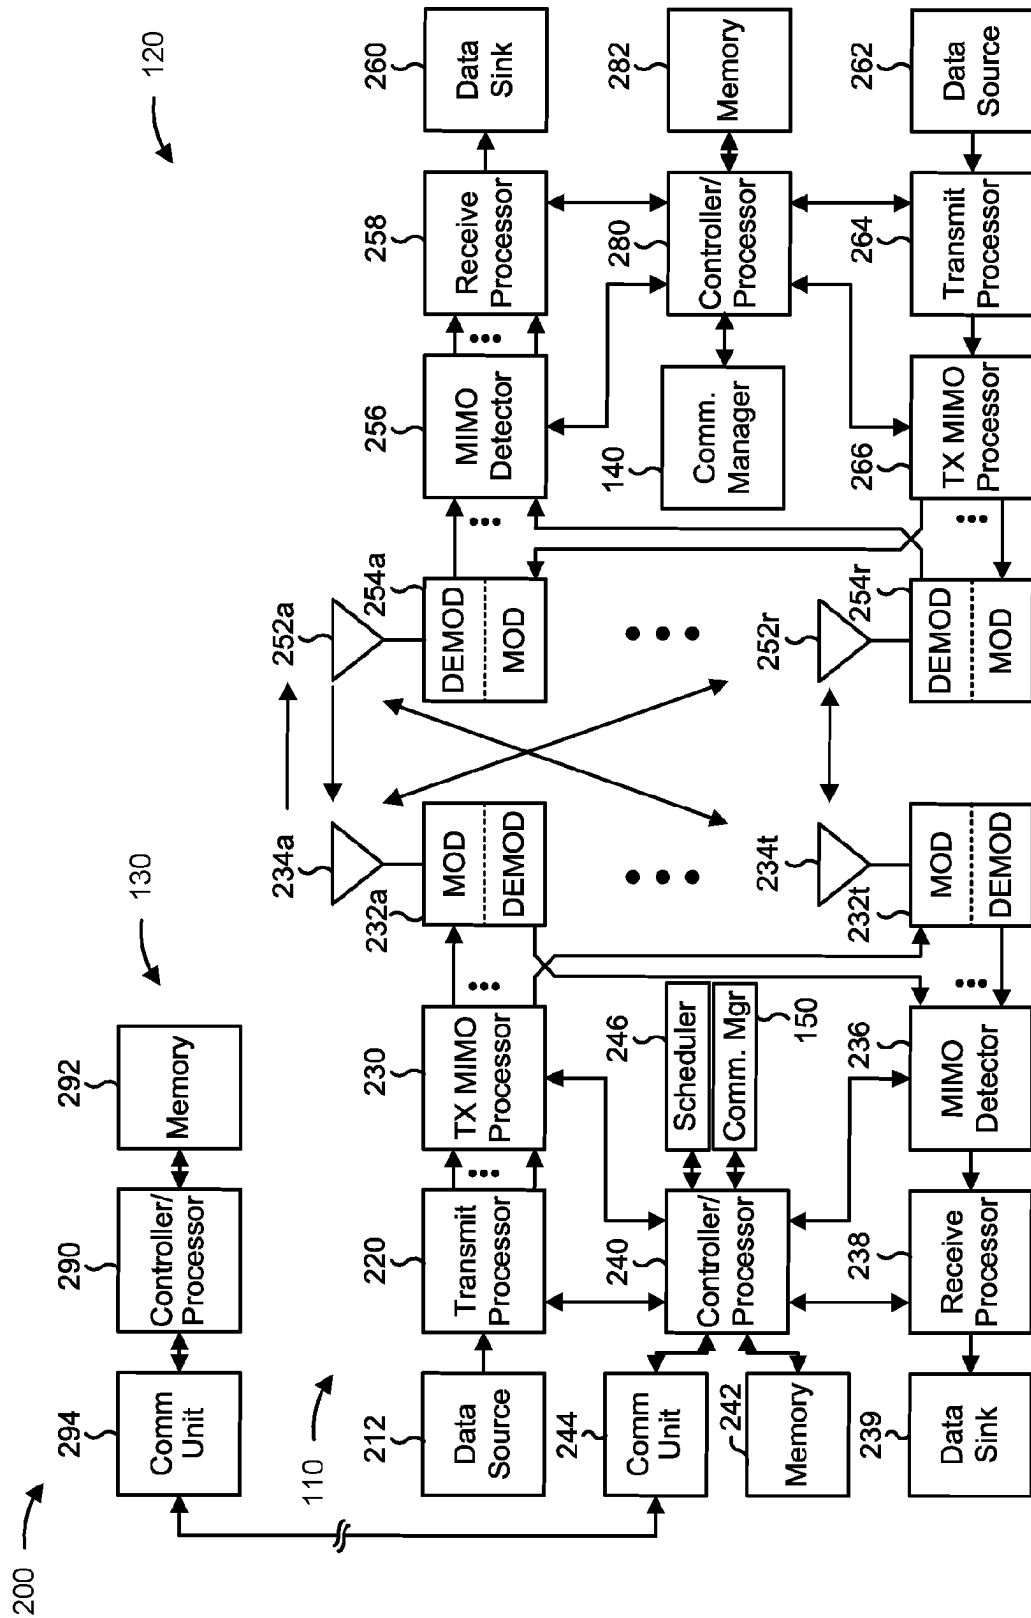 200
130
120
294
Comm
Unit
290
Controller/
Processor
292
Memory
110
234a
252a
212
Data
Source
220
Transmit
Processor
...
230
TX MIMO
Processor
...
232a
MOD
DEMOD
254a
DEMOD
MOD
...
256
MIMO
Detector
...
258
Receive
Processor
260
Data
Sink
244
Comm
Unit
242
Memory
240
Controller/
Processor
246
Scheduler
Comm. Mgr
150
140
Comm.
Manager
280
Controller/
Processor
282
Memory
234t
252r
239
Data
Sink
238
Receive
Processor
236
MIMO
Detector
...
232t
MOD
DEMOD
254r
DEMOD
MOD
...
266
TX MIMO
Processor
264
Transmit
Processor
262
Data
Source